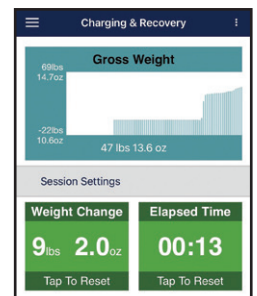 Charging & Recovery
Gross Weight
69lbs
14.7oz
-22lbs
10.6oz
47 lbs 13.6 oz
Session Settings
Weight Change
Elapsed Time
9lbs 2.0oz
00:13
Tap To Reset
Tap To Reset